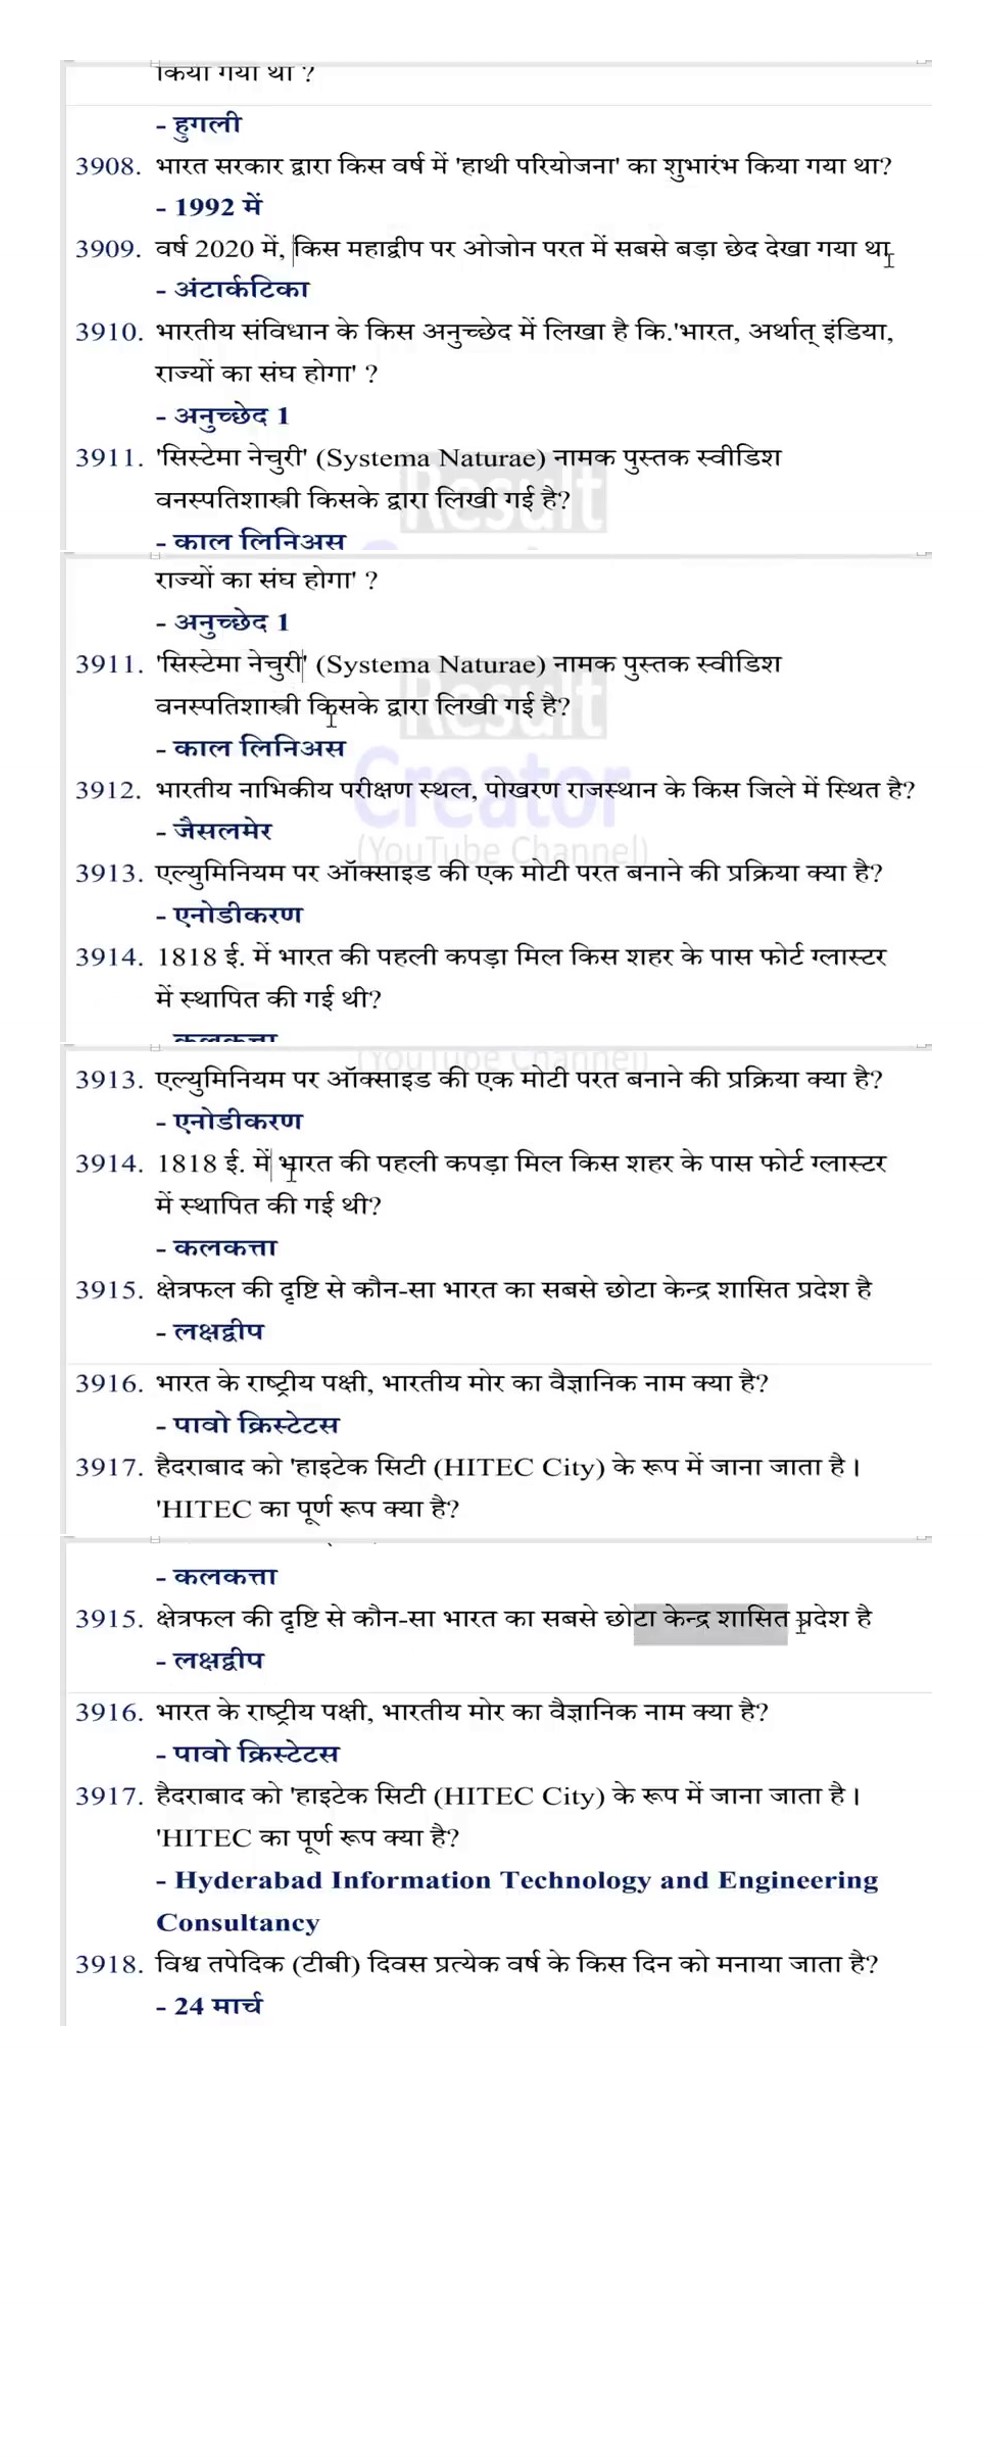 किया गया था ?
- हुगली
3908. भारत सरकार द्वारा किस वर्ष में 'हाथी परियोजना' का शुभारंभ किया गया था?
- 1992 में
3909. वर्ष 2020 में, किस महाद्वीप पर ओजोन परत में सबसे बड़ा छेद देखा गया था
- अंटार्कटिका
3910. भारतीय संविधान के किस अनुच्छेद में लिखा है कि.'भारत, अर्थात् इंडिया,
राज्यों का संघ होगा' ?
- अनुच्छेद 1
3911. 'सिस्टेमा नेचुरी' (Systema Naturae) नामक पुस्तक स्वीडिश
वनस्पतिशास्त्री किसके द्वारा लिखी गई है?
Result
- काल लिनिअस
राज्यों का संघ होगा' ?
- अनुच्छेद 1
3911. 'सिस्टेमा नेचुरी' (Systema Naturae) नामक पुस्तक स्वीडिश
वनस्पतिशास्त्री किसके द्वारा लिखी गई है?
Result
- काल लिनिअस
Creator
3912. भारतीय नाभिकीय परीक्षण स्थल, पोखरण राजस्थान के किस जिले में स्थित है?
- जैसलमेर
(YouTube Channel)
3913. एल्युमिनियम पर ऑक्साइड की एक मोटी परत बनाने की प्रक्रिया क्या है?
- एनोडीकरण
3914. 1818 ई. में भारत की पहली कपड़ा मिल किस शहर के पास फोर्ट ग्लास्टर
में स्थापित की गई थी?
- कलकत्ता
(YouTube Channel)
3913. एल्युमिनियम पर ऑक्साइड की एक मोटी परत बनाने की प्रक्रिया क्या है?
- एनोडीकरण
3914. 1818 ई. में भारत की पहली कपड़ा मिल किस शहर के पास फोर्ट ग्लास्टर
में स्थापित की गई थी?
- कलकत्ता
3915. क्षेत्रफल की दृष्टि से कौन-सा भारत का सबसे छोटा केन्द्र शासित प्रदेश है
- लक्षद्वीप
3916. भारत के राष्ट्रीय पक्षी, भारतीय मोर का वैज्ञानिक नाम क्या है?
- पावो क्रिस्टेटस
3917. हैदराबाद को 'हाइटेक सिटी (HITEC City) के रूप में जाना जाता है।
'HITEC का पूर्ण रूप क्या है?
- कलकत्ता
3915. क्षेत्रफल की दृष्टि से कौन-सा भारत का सबसे छोटा केन्द्र शासित प्रदेश है
- लक्षद्वीप
3916. भारत के राष्ट्रीय पक्षी, भारतीय मोर का वैज्ञानिक नाम क्या है?
- पावो क्रिस्टेटस
3917. हैदराबाद को 'हाइटेक सिटी (HITEC City) के रूप में जाना जाता है।
'HITEC का पूर्ण रूप क्या है?
- Hyderabad Information Technology and Engineering
Consultancy
3918. विश्व तपेदिक (टीबी) दिवस प्रत्येक वर्ष के किस दिन को मनाया जाता है?
- 24 मार्च